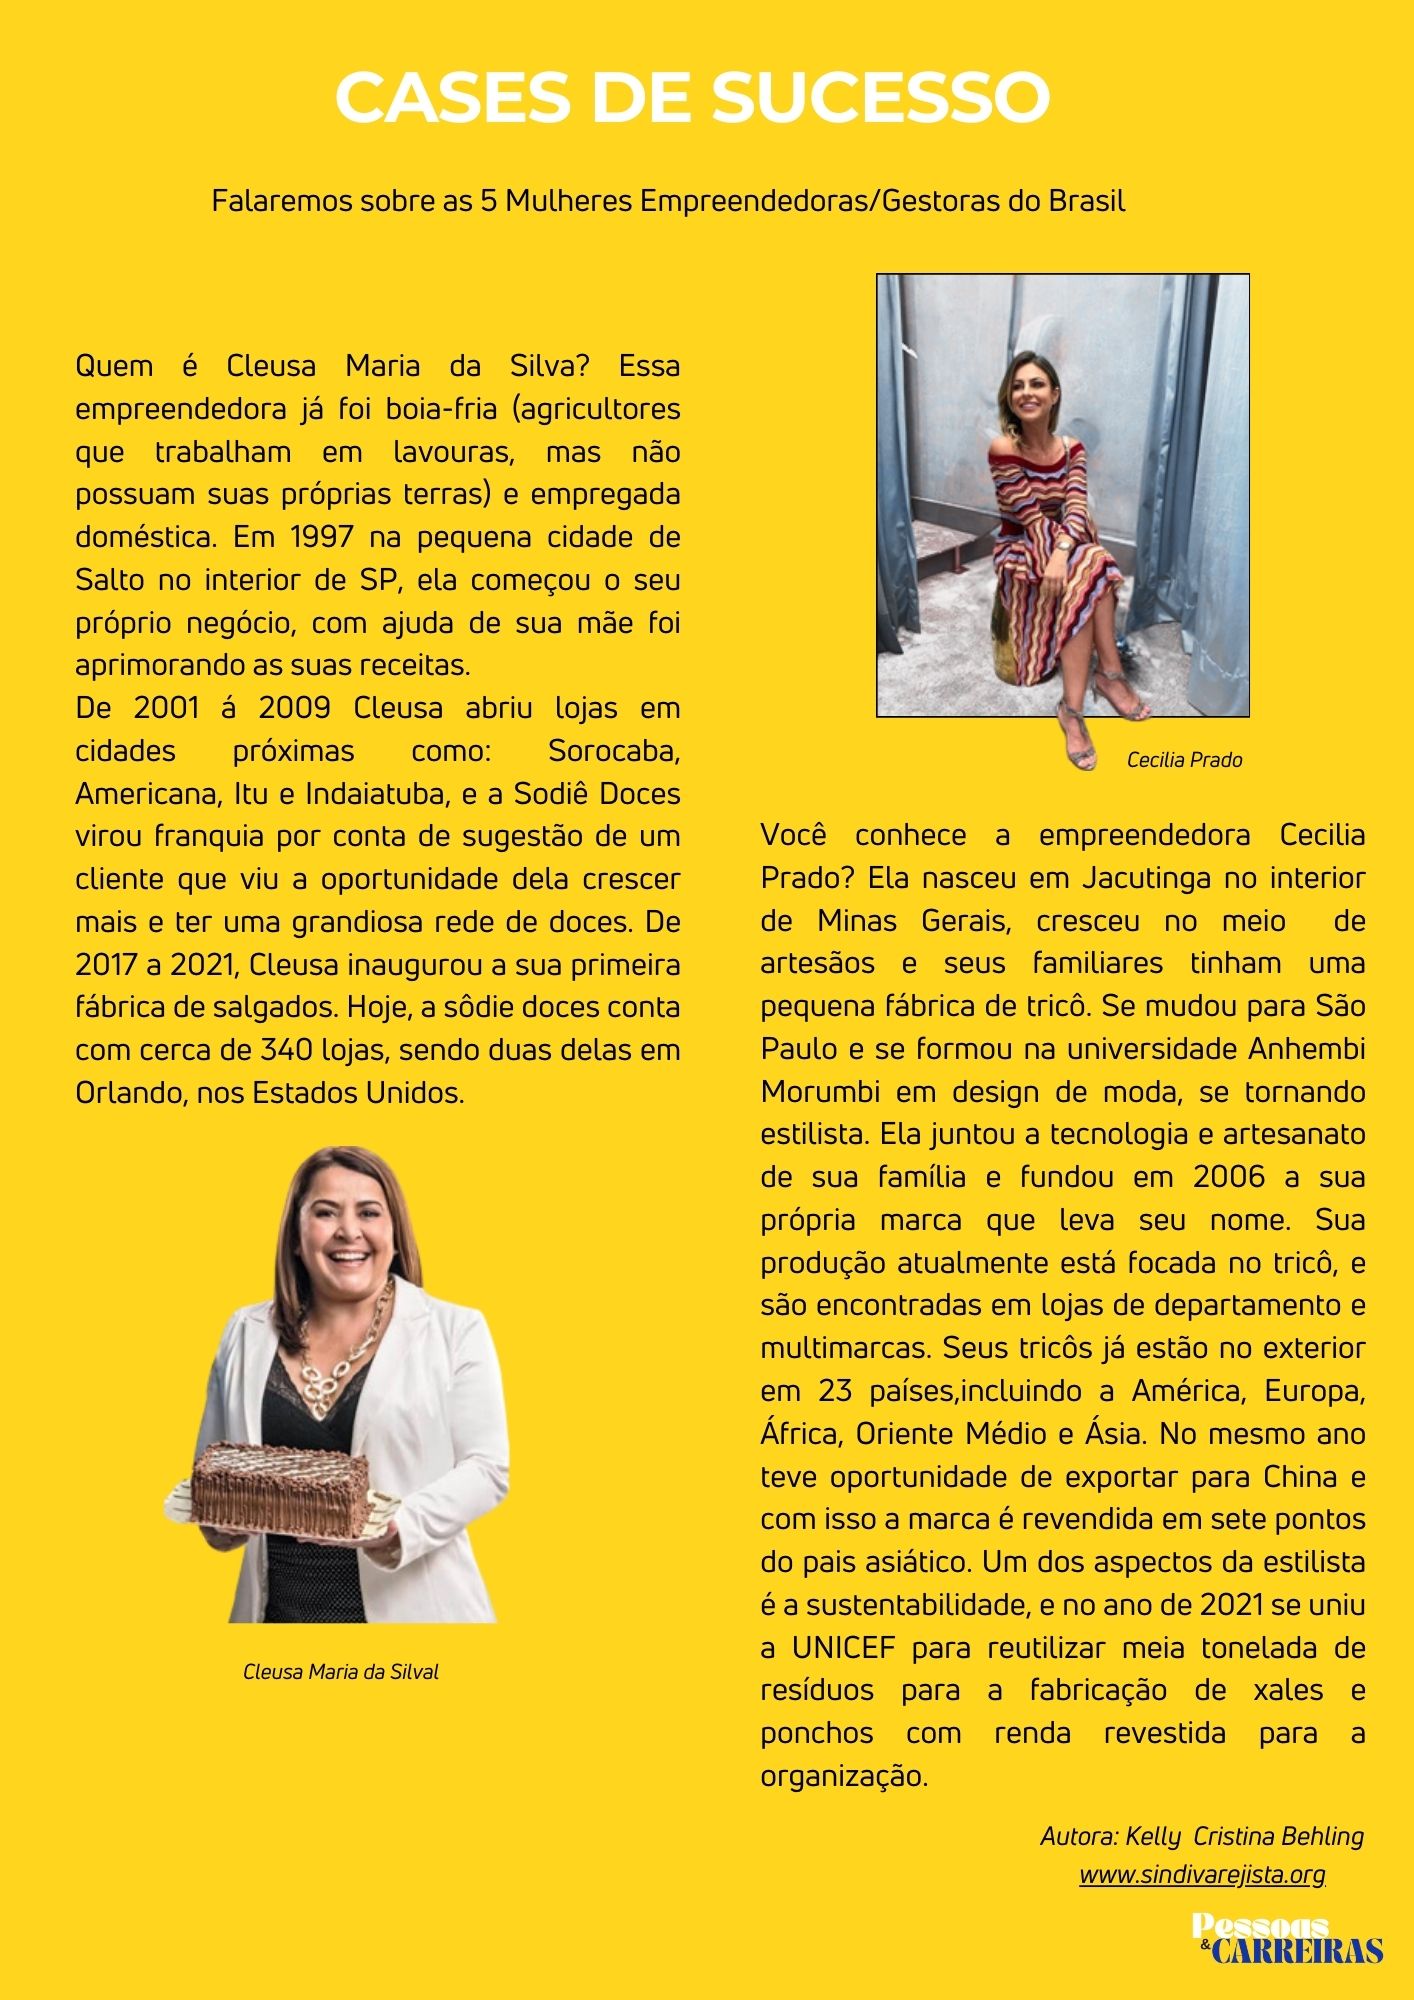 CASES DE SUCESSO
Falaremos sobre as 5 Mulheres Empreendedoras/Gestoras do Brasil
Quem é Cleusa Maria da Silva? Essa
empreendedora já foi boia-fria (agricultores
que trabalham em lavouras, mas não
possuam suas próprias terras) e empregada
doméstica. Em 1997 na pequena cidade de
Salto no interior de SP, ela começou o seu
próprio negócio, com ajuda de sua mãe foi
aprimorando as suas receitas.
De 2001 á 2009 Cleusa abriu lojas em
cidades próximas como: Sorocaba,
Americana, Itu e Indaiatuba, e a Sodiê Doces
virou franquia por conta de sugestão de um
cliente que viu a oportunidade dela crescer
mais e ter uma grandiosa rede de doces. De
2017 a 2021, Cleusa inaugurou a sua primeira
fábrica de salgados. Hoje, a sôdie doces conta
com cerca de 340 lojas, sendo duas delas em
Orlando, nos Estados Unidos.
Cleusa Maria da Silval
Cecilia Prado
Você conhece a empreendedora Cecilia
Prado? Ela nasceu em Jacutinga no interior
de Minas Gerais, cresceu no meio de
artesãos e seus familiares tinham uma
pequena fábrica de tricô. Se mudou para São
Paulo e se formou na universidade Anhembi
Morumbi em design de moda, se tornando
estilista. Ela juntou a tecnologia e artesanato
de sua família e fundou em 2006 a sua
própria marca que leva seu nome. Sua
produção atualmente está focada no tricô, e
são encontradas em lojas de departamento e
multimarcas. Seus tricôs já estão no exterior
em 23 países,incluindo a América, Europa,
África, Oriente Médio e Ásia. No mesmo ano
teve oportunidade de exportar para China e
com isso a marca é revendida em sete pontos
do pais asiático. Um dos aspectos da estilista
é a sustentabilidade, e no ano de 2021 se uniu
a UNICEF para reutilizar meia tonelada de
resíduos para a fabricação de xales e
ponchos com renda revestida para a
organização.
Autora: Kelly Cristina Behling
www.sindivarejista.org
Pessoas
&CARREIRAS